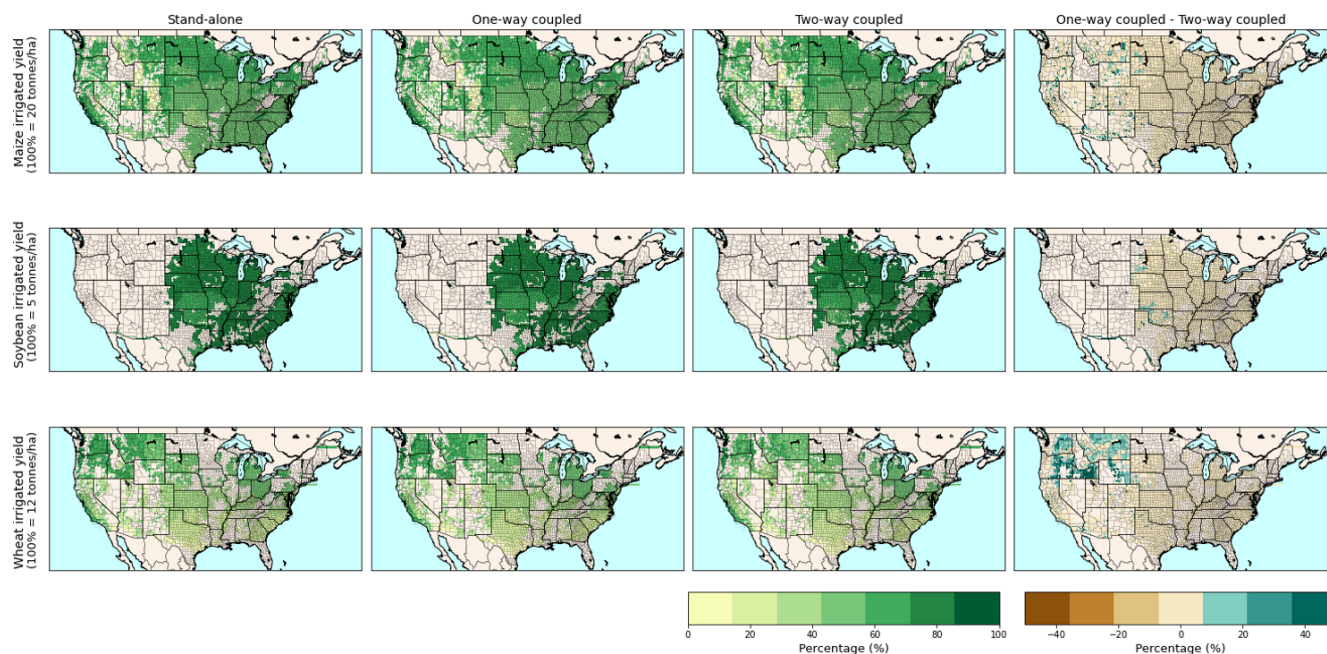 Stand-alone
One-way coupled
Two-way coupled
One-way coupled - Two-way coupled
Maize irrigated yield
(100% = 20 tonnes/ha)
Soybean irrigated yield
(100% = 5 tonnes/ha)
Wheat irrigated yield
(100% = 12 tonnes/ha)
0 20 40 60 80 100
Percentage (%)
−40 −20 0 20 40
Percentage (%)